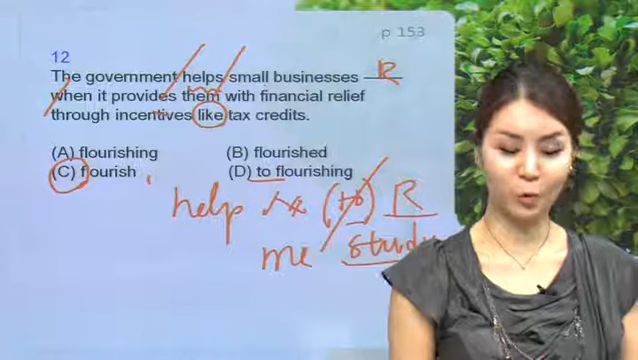 p 153
12
The government helps small businesses R
when it provides them with financial relief
through incentives like tax credits.
(A) flourishing (B) flourished
(C) flourish (D) to flourishing
help (to) R
me study